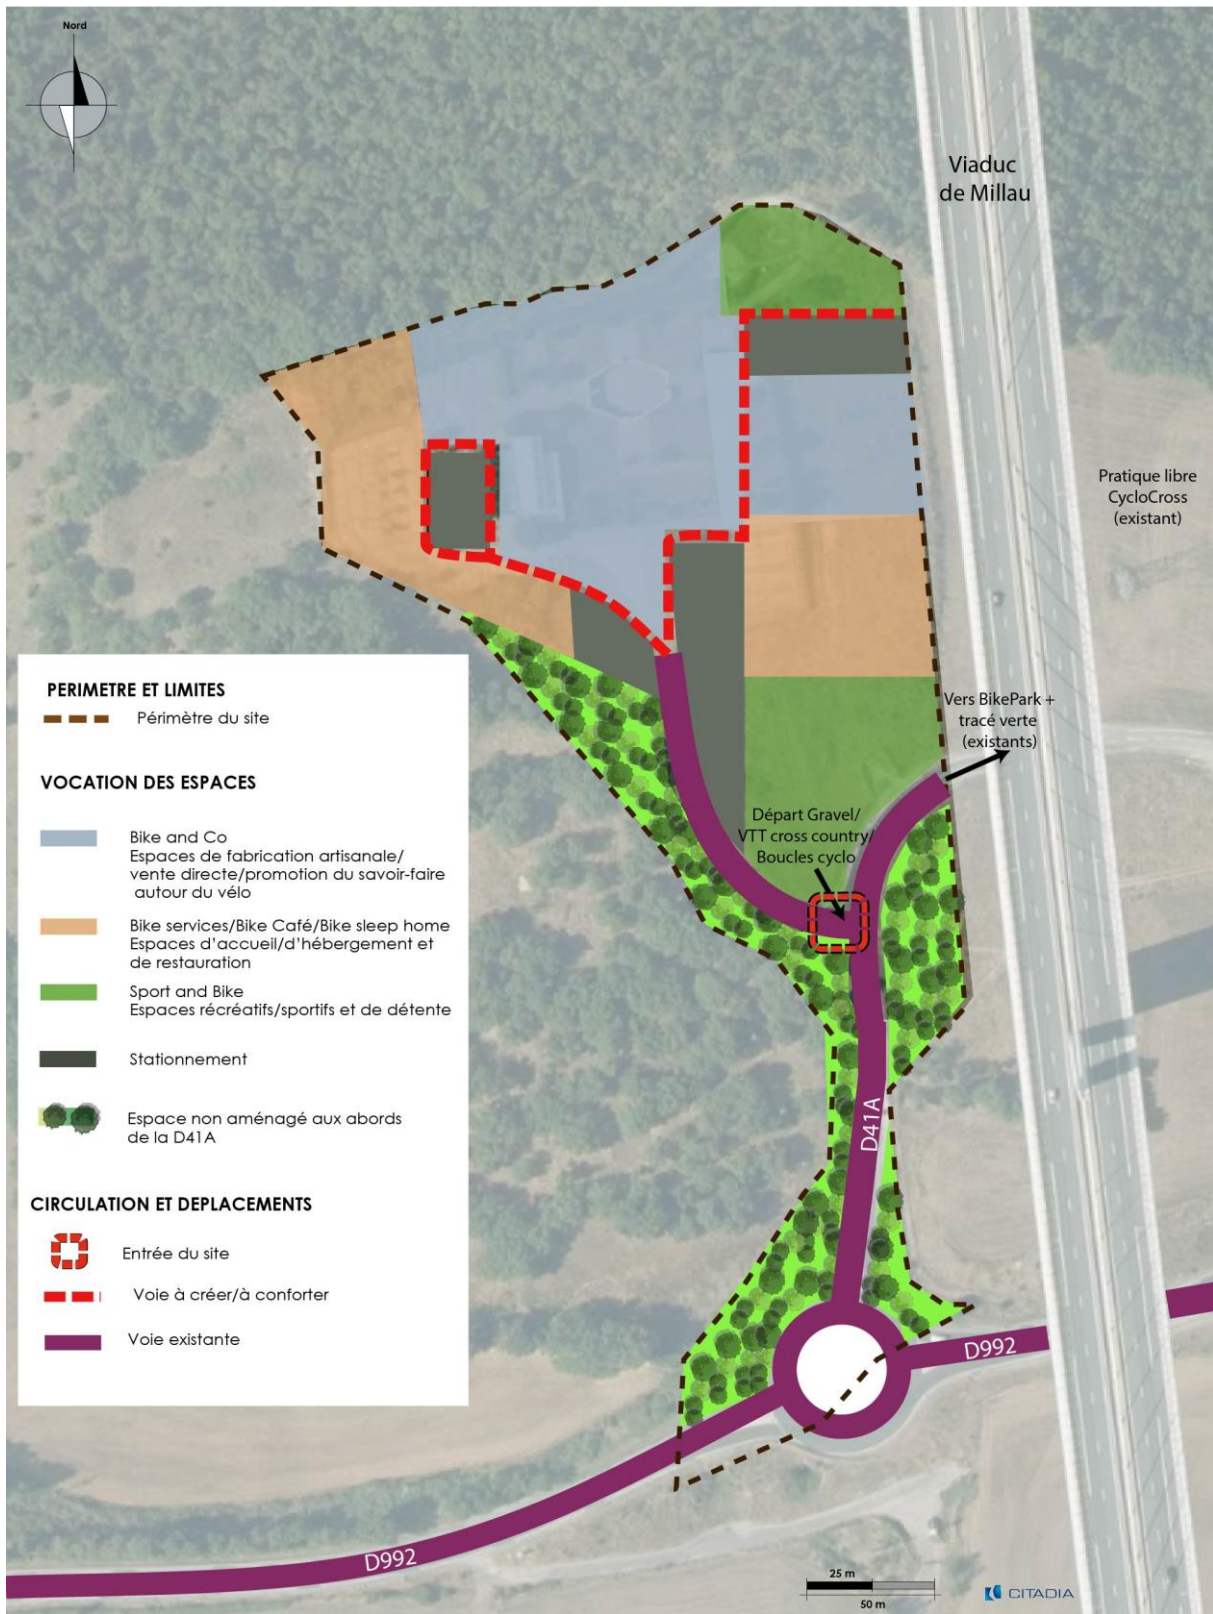 Nord
Viaduc
de Millau
Pratique libre
CycloCross
(existant)
Vers BikePark +
tracé verte
(existants)
Départ Gravel/
VTT cross country/
Boucles cyclo
D41A
D992
D992
PERIMETRE ET LIMITES
Périmètre du site
VOCATION DES ESPACES
Bike and Co
Espaces de fabrication artisanale/
vente directe/promotion du savoir-faire
autour du vélo
Bike services/Bike Café/Bike sleep home
Espaces d'accueil/d'hébergement et
de restauration
Sport and Bike
Espaces récréatifs/sportifs et de détente
Stationnement
Espace non aménagé aux abords
de la D41A
CIRCULATION ET DEPLACEMENTS
Entrée du site
Voie à créer/à conforter
Voie existante
25 m
50 m
CITADIA